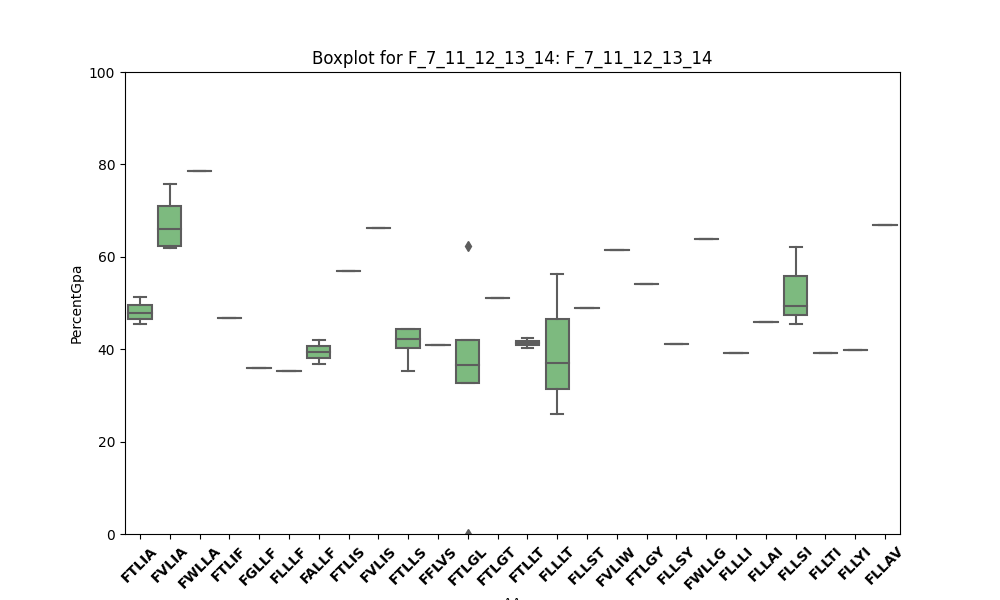 Boxplot for F_7_11_12_13_14: F_7_11_12_13_14
100
80
60
40
20
0
PercentGpa
FTLIA
FVLIA
FWLLA
FTLIF
FGLLF
FLLLF
FALLF
FTLIS
FVLIS
FTLLS
FFLVS
FTLGL
FTLGT
FTLLT
FLLLT
FLLST
FVLIW
FTLGY
FLLSY
FWLLG
FLLLI
FLLAI
FLLSI
FLLTI
FLLYI
FLLAV